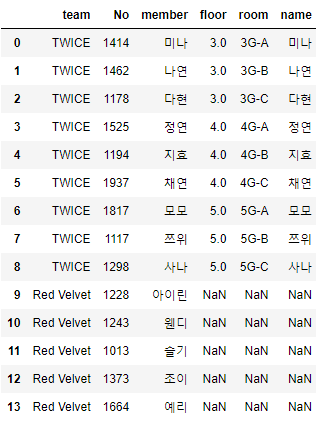 team No member floor room name
0 TWICE 1414 미나 3.0 3G-A 미나
1 TWICE 1462 나연 3.0 3G-B 나연
2 TWICE 1178 다현 3.0 3G-C 다현
3 TWICE 1525 정연 4.0 4G-A 정연
4 TWICE 1194 지효 4.0 4G-B 지효
5 TWICE 1937 채연 4.0 4G-C 채연
6 TWICE 1817 모모 5.0 5G-A 모모
7 TWICE 1117 쯔위 5.0 5G-B 쯔위
8 TWICE 1298 사나 5.0 5G-C 사나
9 Red Velvet 1228 아이린 NaN NaN NaN
10 Red Velvet 1243 웬디 NaN NaN NaN
11 Red Velvet 1013 슬기 NaN NaN NaN
12 Red Velvet 1373 조이 NaN NaN NaN
13 Red Velvet 1664 예리 NaN NaN NaN